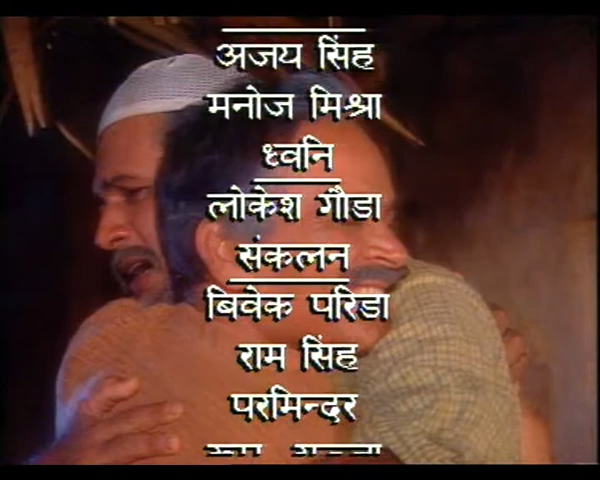 अजय सिंह
मनोज मिश्रा
ध्वनि
लोकेश गौडा
संकलन
बिवेक परिडा
राम सिंह
परमिन्दर